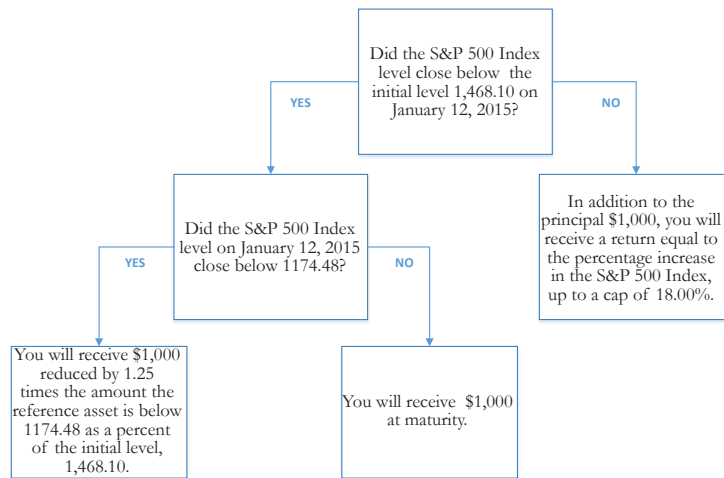 Did the S&P 500 Index
level close below the
initial level 1,468.10 on
January 12, 2015?
YES
NO
Did the S&P 500 Index
level on January 12, 2015
close below 1174.48?
In addition to the
principal $1,000, you will
receive a return equal to
the percentage increase
in the S&P 500 Index,
up to a cap of 18.00%.
YES
NO
You will receive $1,000
reduced by 1.25
times the amount the
reference asset is below
1174.48 as a percent
of the initial level,
1,468.10.
You will receive $1,000
at maturity.